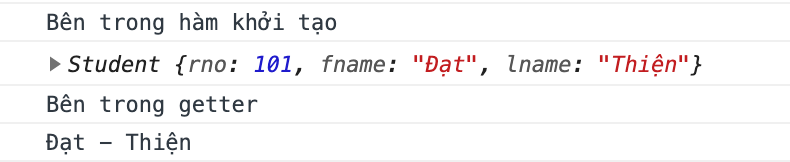 Bên trong hàm khởi tạo
Student {rno: 101, fname: "Đạt", lname: "Thiện"}
Bên trong getter
Đạt – Thiện